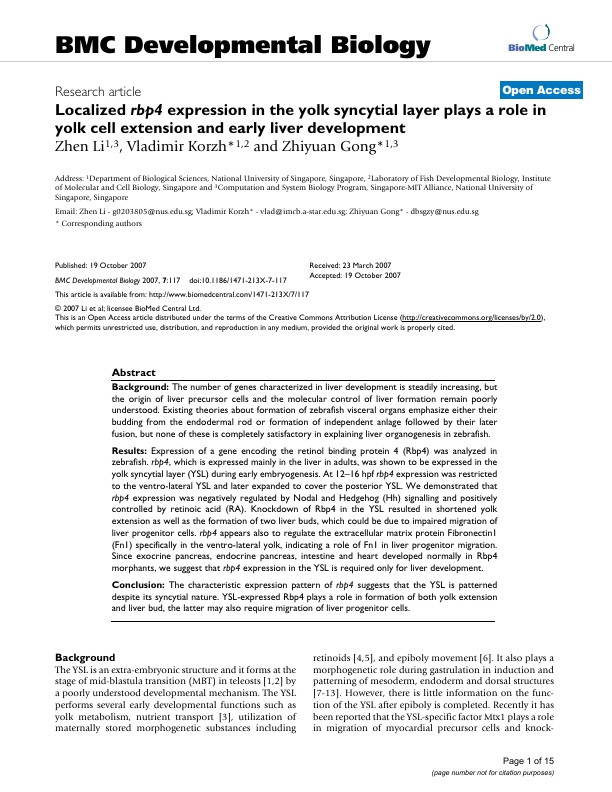 BMC Developmental Biology
BioMed Central
Research article
Open Access
Localized rbp4 expression in the yolk syncytial layer plays a role in
yolk cell extension and early liver development
Zhen Li1,3, Vladimir Korzh*1,2 and Zhiyuan Gong*1,3
Address: 1Department of Biological Sciences, National University of Singapore, Singapore, 2Laboratory of Fish Developmental Biology, Institute
of Molecular and Cell Biology, Singapore and 3Computation and System Biology Program, Singapore-MIT Alliance, National University of
Singapore, Singapore
Email: Zhen Li - g0203805@nus.edu.sg; Vladimir Korzh* - vlad@imcb.a-star.edu.sg; Zhiyuan Gong* - dbsgzy@nus.edu.sg
* Corresponding authors
Published: 19 October 2007
BMC Developmental Biology 2007, 7:117 doi:10.1186/1471-213X-7-117
Received: 23 March 2007
Accepted: 19 October 2007
This article is available from: http://www.biomedcentral.com/1471-213X/7/117
© 2007 Li et al; licensee BioMed Central Ltd.
This is an Open Access article distributed under the terms of the Creative Commons Attribution License (http://creativecommons.org/licenses/by/2.0),
which permits unrestricted use, distribution, and reproduction in any medium, provided the original work is properly cited.
Abstract
Background: The number of genes characterized in liver development is steadily increasing, but
the origin of liver precursor cells and the molecular control of liver formation remain poorly
understood. Existing theories about formation of zebrafish visceral organs emphasize either their
budding from the endodermal rod or formation of independent anlage followed by their later
fusion, but none of these is completely satisfactory in explaining liver organogenesis in zebrafish.
Results: Expression of a gene encoding the retinol binding protein 4 (Rbp4) was analyzed in
zebrafish. rbp4, which is expressed mainly in the liver in adults, was shown to be expressed in the
yolk syncytial layer (YSL) during early embryogenesis. At 12–16 hpf rbp4 expression was restricted
to the ventro-lateral YSL and later expanded to cover the posterior YSL. We demonstrated that
rbp4 expression was negatively regulated by Nodal and Hedgehog (Hh) signalling and positively
controlled by retinoic acid (RA). Knockdown of Rbp4 in the YSL resulted in shortened yolk
extension as well as the formation of two liver buds, which could be due to impaired migration of
liver progenitor cells. rbp4 appears also to regulate the extracellular matrix protein Fibronectin1
(Fn1) specifically in the ventro-lateral yolk, indicating a role of Fn1 in liver progenitor migration.
Since exocrine pancreas, endocrine pancreas, intestine and heart developed normally in Rbp4
morphants, we suggest that rbp4 expression in the YSL is required only for liver development.
Conclusion: The characteristic expression pattern of rbp4 suggests that the YSL is patterned
despite its syncytial nature. YSL-expressed Rbp4 plays a role in formation of both yolk extension
and liver bud, the latter may also require migration of liver progenitor cells.
Background
The YSL is an extra-embryonic structure and it forms at the
stage of mid-blastula transition (MBT) in teleosts [1,2] by
a poorly understood developmental mechanism. The YSL
performs several early developmental functions such as
yolk metabolism, nutrient transport [3], utilization of
maternally stored morphogenetic substances including
retinoids [4,5], and epiboly movement [6]. It also plays a
morphogenetic role during gastrulation in induction and
patterning of mesoderm, endoderm and dorsal structures
[7-13]. However, there is little information on the func-
tion of the YSL after epiboly is completed. Recently it has
been reported that the YSL-specific factor Mtx1 plays a role
in migration of myocardial precursor cells and knock-
Page 1 of 15
(page number not for citation purposes)